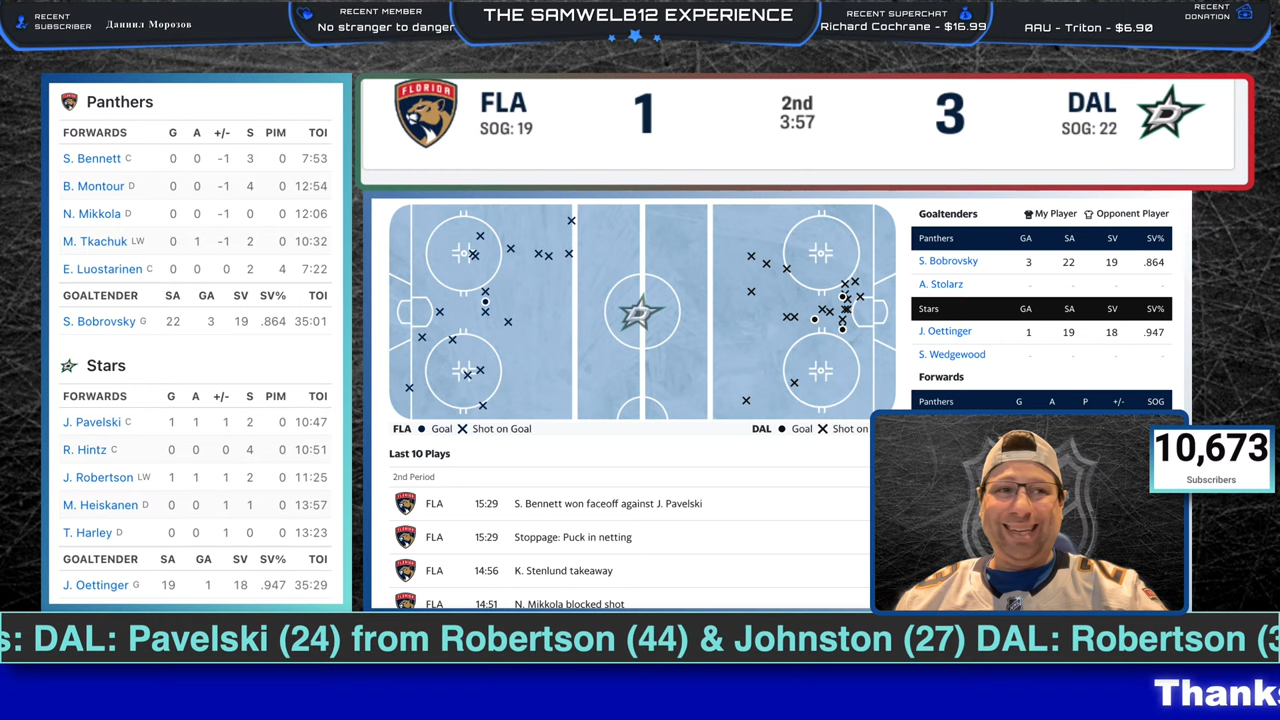 RECENT
SUBSCRIBER
Даниил Морозов
RECENT MEMBER
No stranger to danger
THE SAMWELB12 EXPERIENCE
RECENT SUPERCHAT
Richard Cochrane - $16.99
AAU - Triton - $6.90
RECENT
DONATION
Panthers
FORWARDS G A +/- S PIM TOI
S. Bennett C 0 0 -1 3 0 7:53
B. Montour D 0 0 -1 4 0 12:54
N. Mikkola D 0 0 -1 0 0 12:06
M. Tkachuk LW 0 1 -1 2 0 10:32
E. Luostarinen C 0 0 0 2 4 7:22
GOALTENDER SA GA SV SV% TOI
S. Bobrovsky G 22 3 19 .864 35:01
Stars
FORWARDS G A +/- S PIM TOI
J. Pavelski C 1 1 1 2 0 10:47
R. Hintz C 0 0 0 4 0 10:51
J. Robertson LW 1 1 1 2 0 11:25
M. Heiskanen D 0 0 1 1 0 13:57
T. Harley D 0 0 1 0 0 13:23
GOALTENDER SA GA SV SV% TOI
J. Oettinger G 19 1 18 .947 35:29
FLORIDA
FLA
SOG: 19
1
2nd
3:57
3
DAL
SOG: 22
D
D
FLA Goal Shot on Goal
DAL Goal Shot on
Last 10 Plays
2nd Period
FLA 15:29 S. Bennett won faceoff against J. Pavelski
FLA 15:29 Stoppage: Puck in netting
FLA 14:56 K. Stenlund takeaway
FLA 14:51 N. Mikkola blocked shot
Goaltenders My Player Opponent Player
Panthers GA SA SV SV%
S. Bobrovsky 3 22 19 .864
A. Stolarz - - - -
Stars GA SA SV SV%
J. Oettinger 1 19 18 .947
S. Wedgewood - - - -
Forwards
Panthers G A P +/- SOG
10,673
Subscribers
s: DAL: Pavelski (24) from Robertson (44) & Johnston (27) DAL: Robertson (3
Thanks